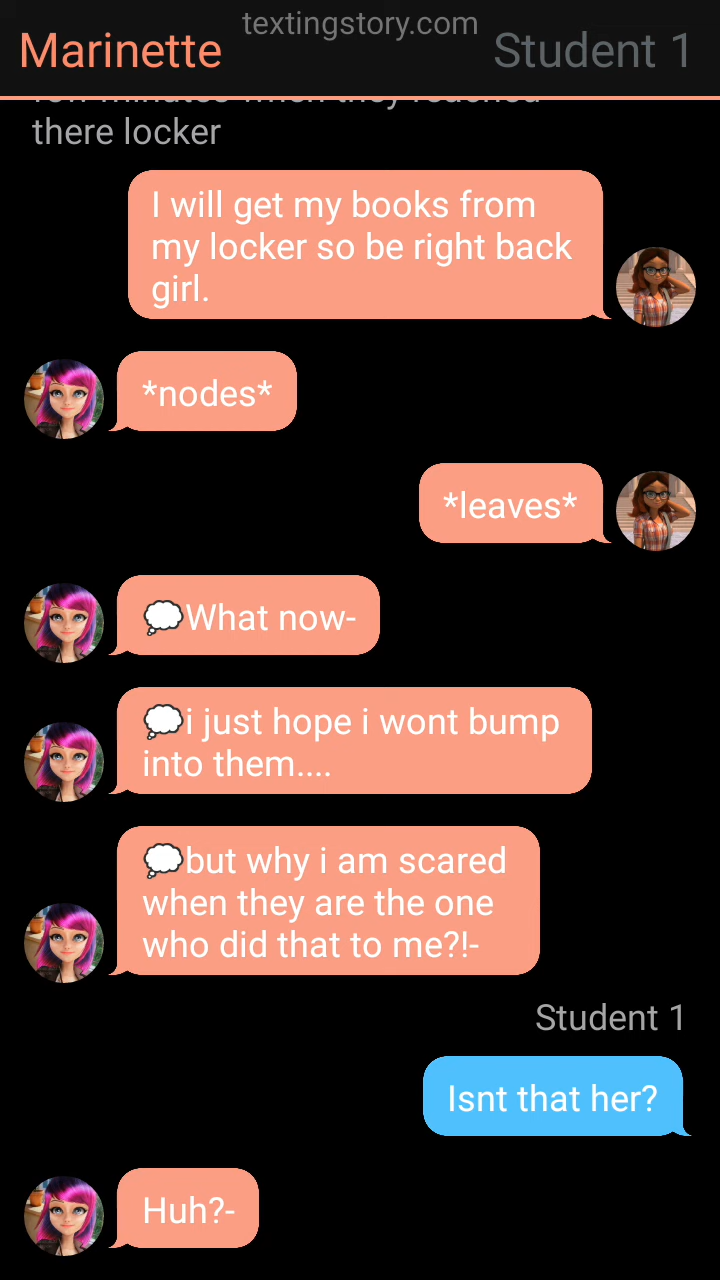 textingstory.com
Marinette
Student 1
there locker
I will get my books from
my locker so be right back
girl.
*nodes*
*leaves*
💭What now-
💭i just hope i wont bump
into them....
💭but why i am scared
when they are the one
who did that to me?!-
Student 1
Isnt that her?
Huh?-